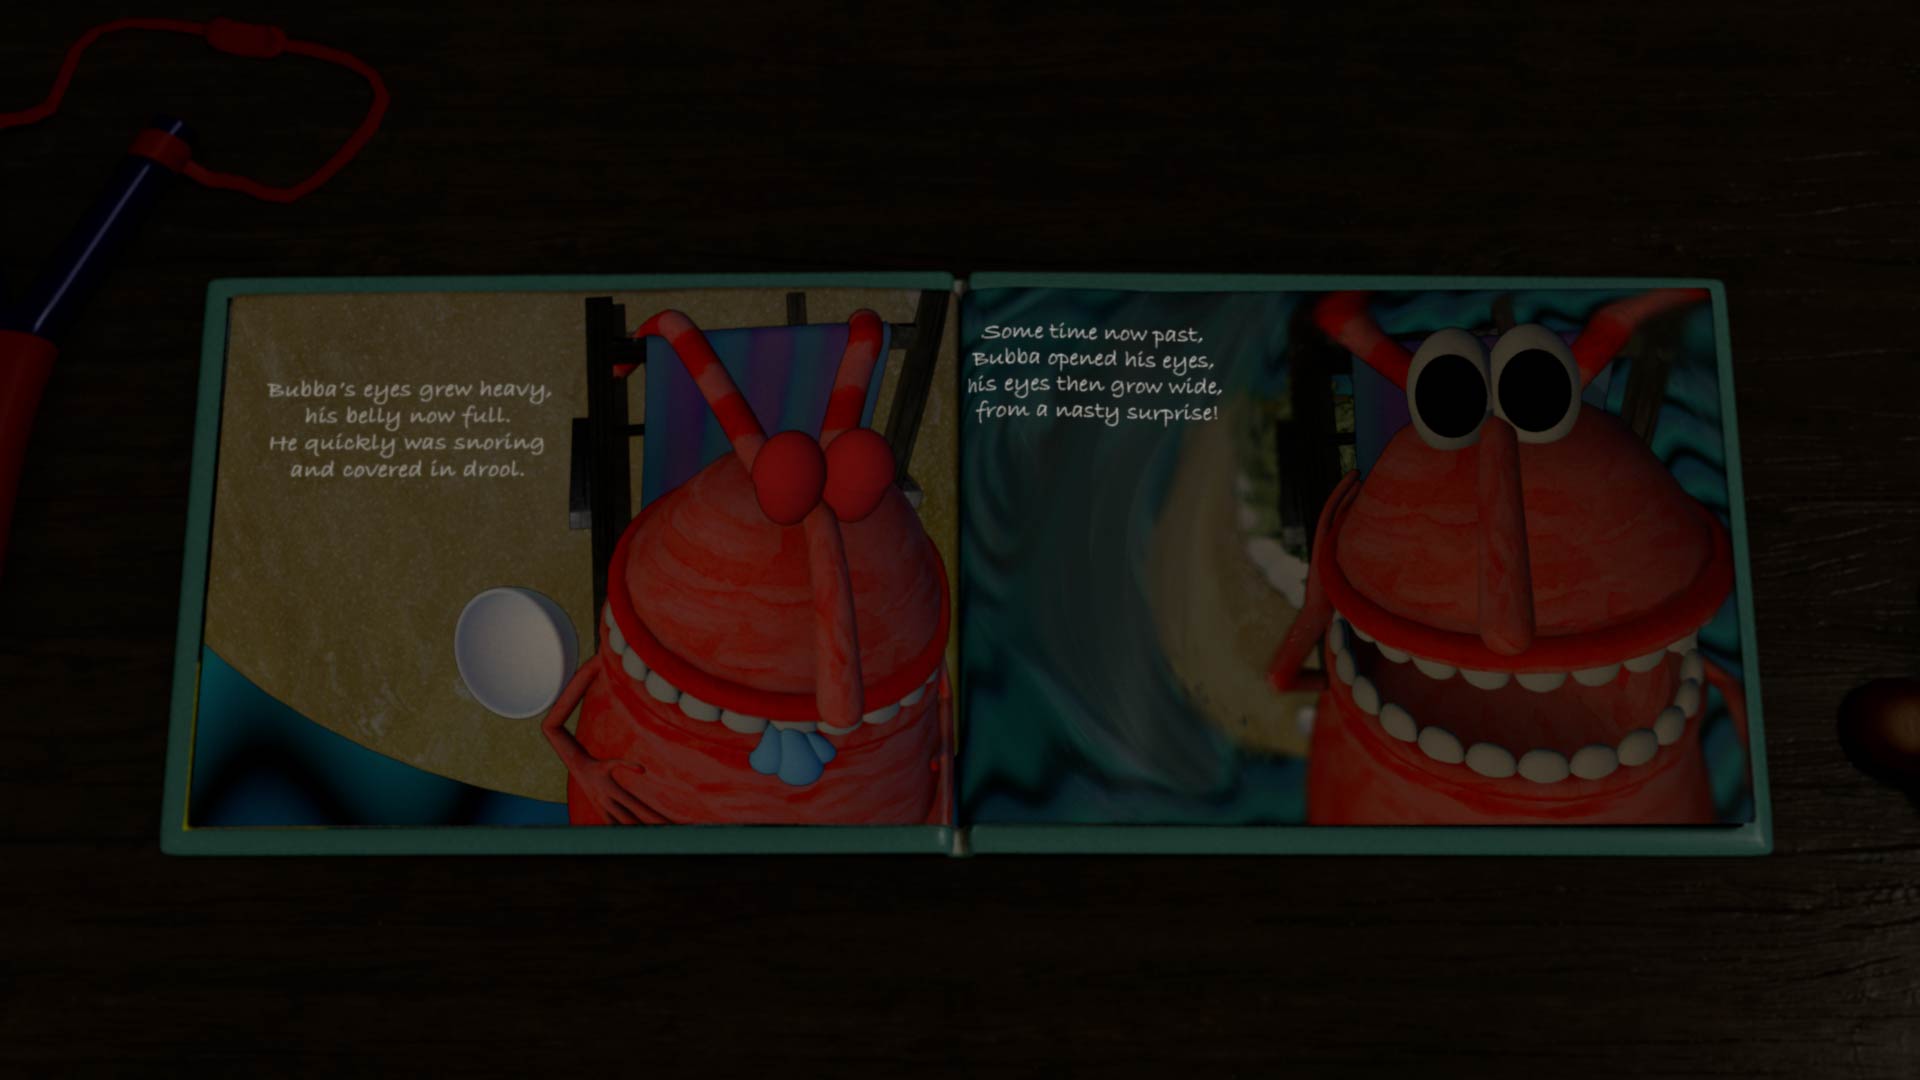 Bubba's eyes grew heavy,
his belly now full.
He quickly was snoring
and covered in drool.
Some time now past,
Bubba opened his eyes,
his eyes then grow wide,
from a nasty surprise!